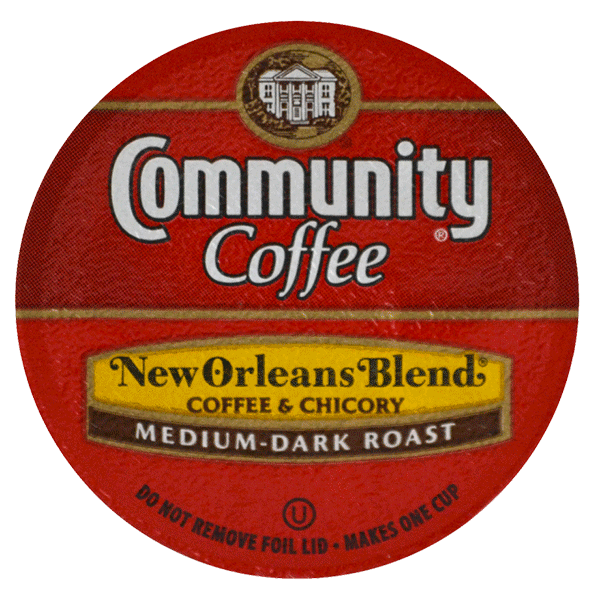 Community®
Coffee
New Orleans Blend®
COFFEE & CHICORY
MEDIUM-DARK ROAST
U
DO NOT REMOVE FOIL LID • MAKES ONE CUP